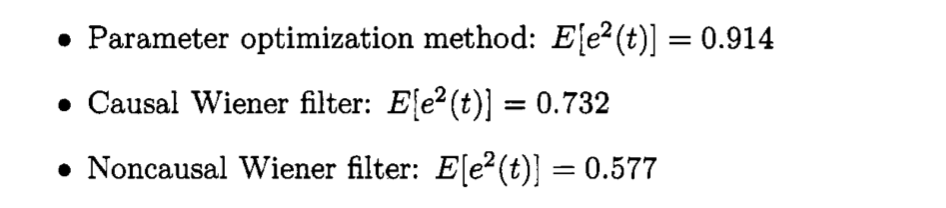 • Parameter optimization method: E[e²(t)] = 0.914
• Causal Wiener filter: E[e²(t)] = 0.732
• Noncausal Wiener filter: E[e²(t)] = 0.577